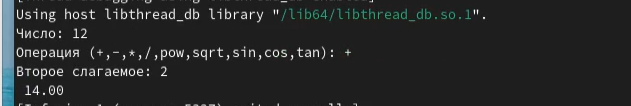 Using host libthread_db library "/lib64/libthread_db.so.1".
Число: 12
Операция (+,-,*,/,pow,sqrt,sin,cos,tan): +
Второе слагаемое: 2
14.00